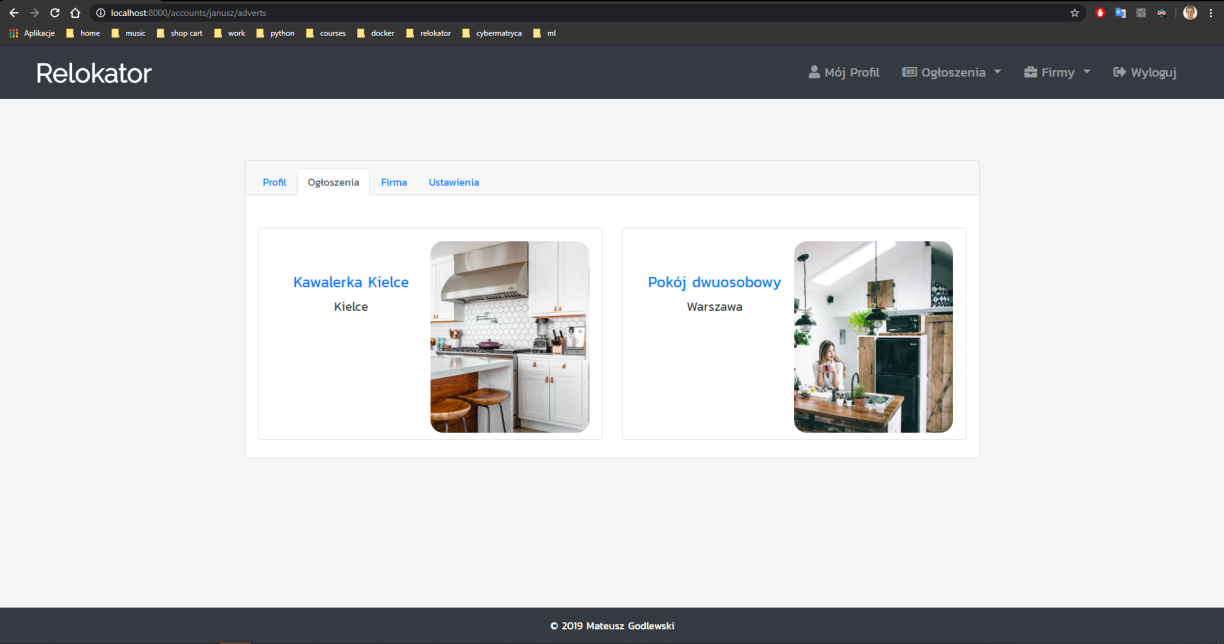 localhost:8000/accounts/janusz/adverts
Aplikacje home music shop cart work python courses docker relokator cybermatryca ml
Relokator Mój Profil Ogłoszenia Firmy Wyloguj
Profil Ogłoszenia Firma Ustawienia
Kawalerka Kielce
Kielce
Pokój dwuosobowy
Warszawa
© 2019 Mateusz Godlewski